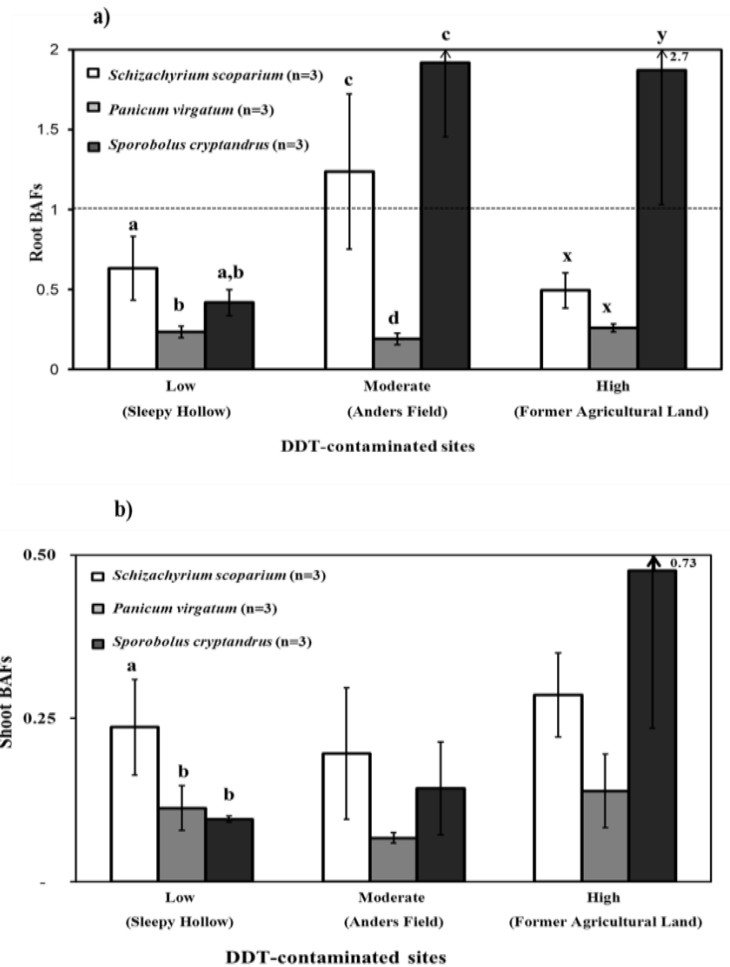 a)
2
1.5
1
0.5
0
Root BAFs
Schizachyrium scoparium (n=3)
Panicum virgatum (n=3)
Sporobolus cryptandrus (n=3)
a
b
a,b
c
d
c
x
x
y
2.7
Low
(Sleepy Hollow)
Moderate
(Anders Field)
High
(Former Agricultural Land)
DDT-contaminated sites
b)
0.50
0.25
-
Shoot BAFs
Schizachyrium scoparium (n=3)
Panicum virgatum (n=3)
Sporobolus cryptandrus (n=3)
a
b
b
0.73
Low
(Sleepy Hollow)
Moderate
(Anders Field)
High
(Former Agricultural Land)
DDT-contaminated sites